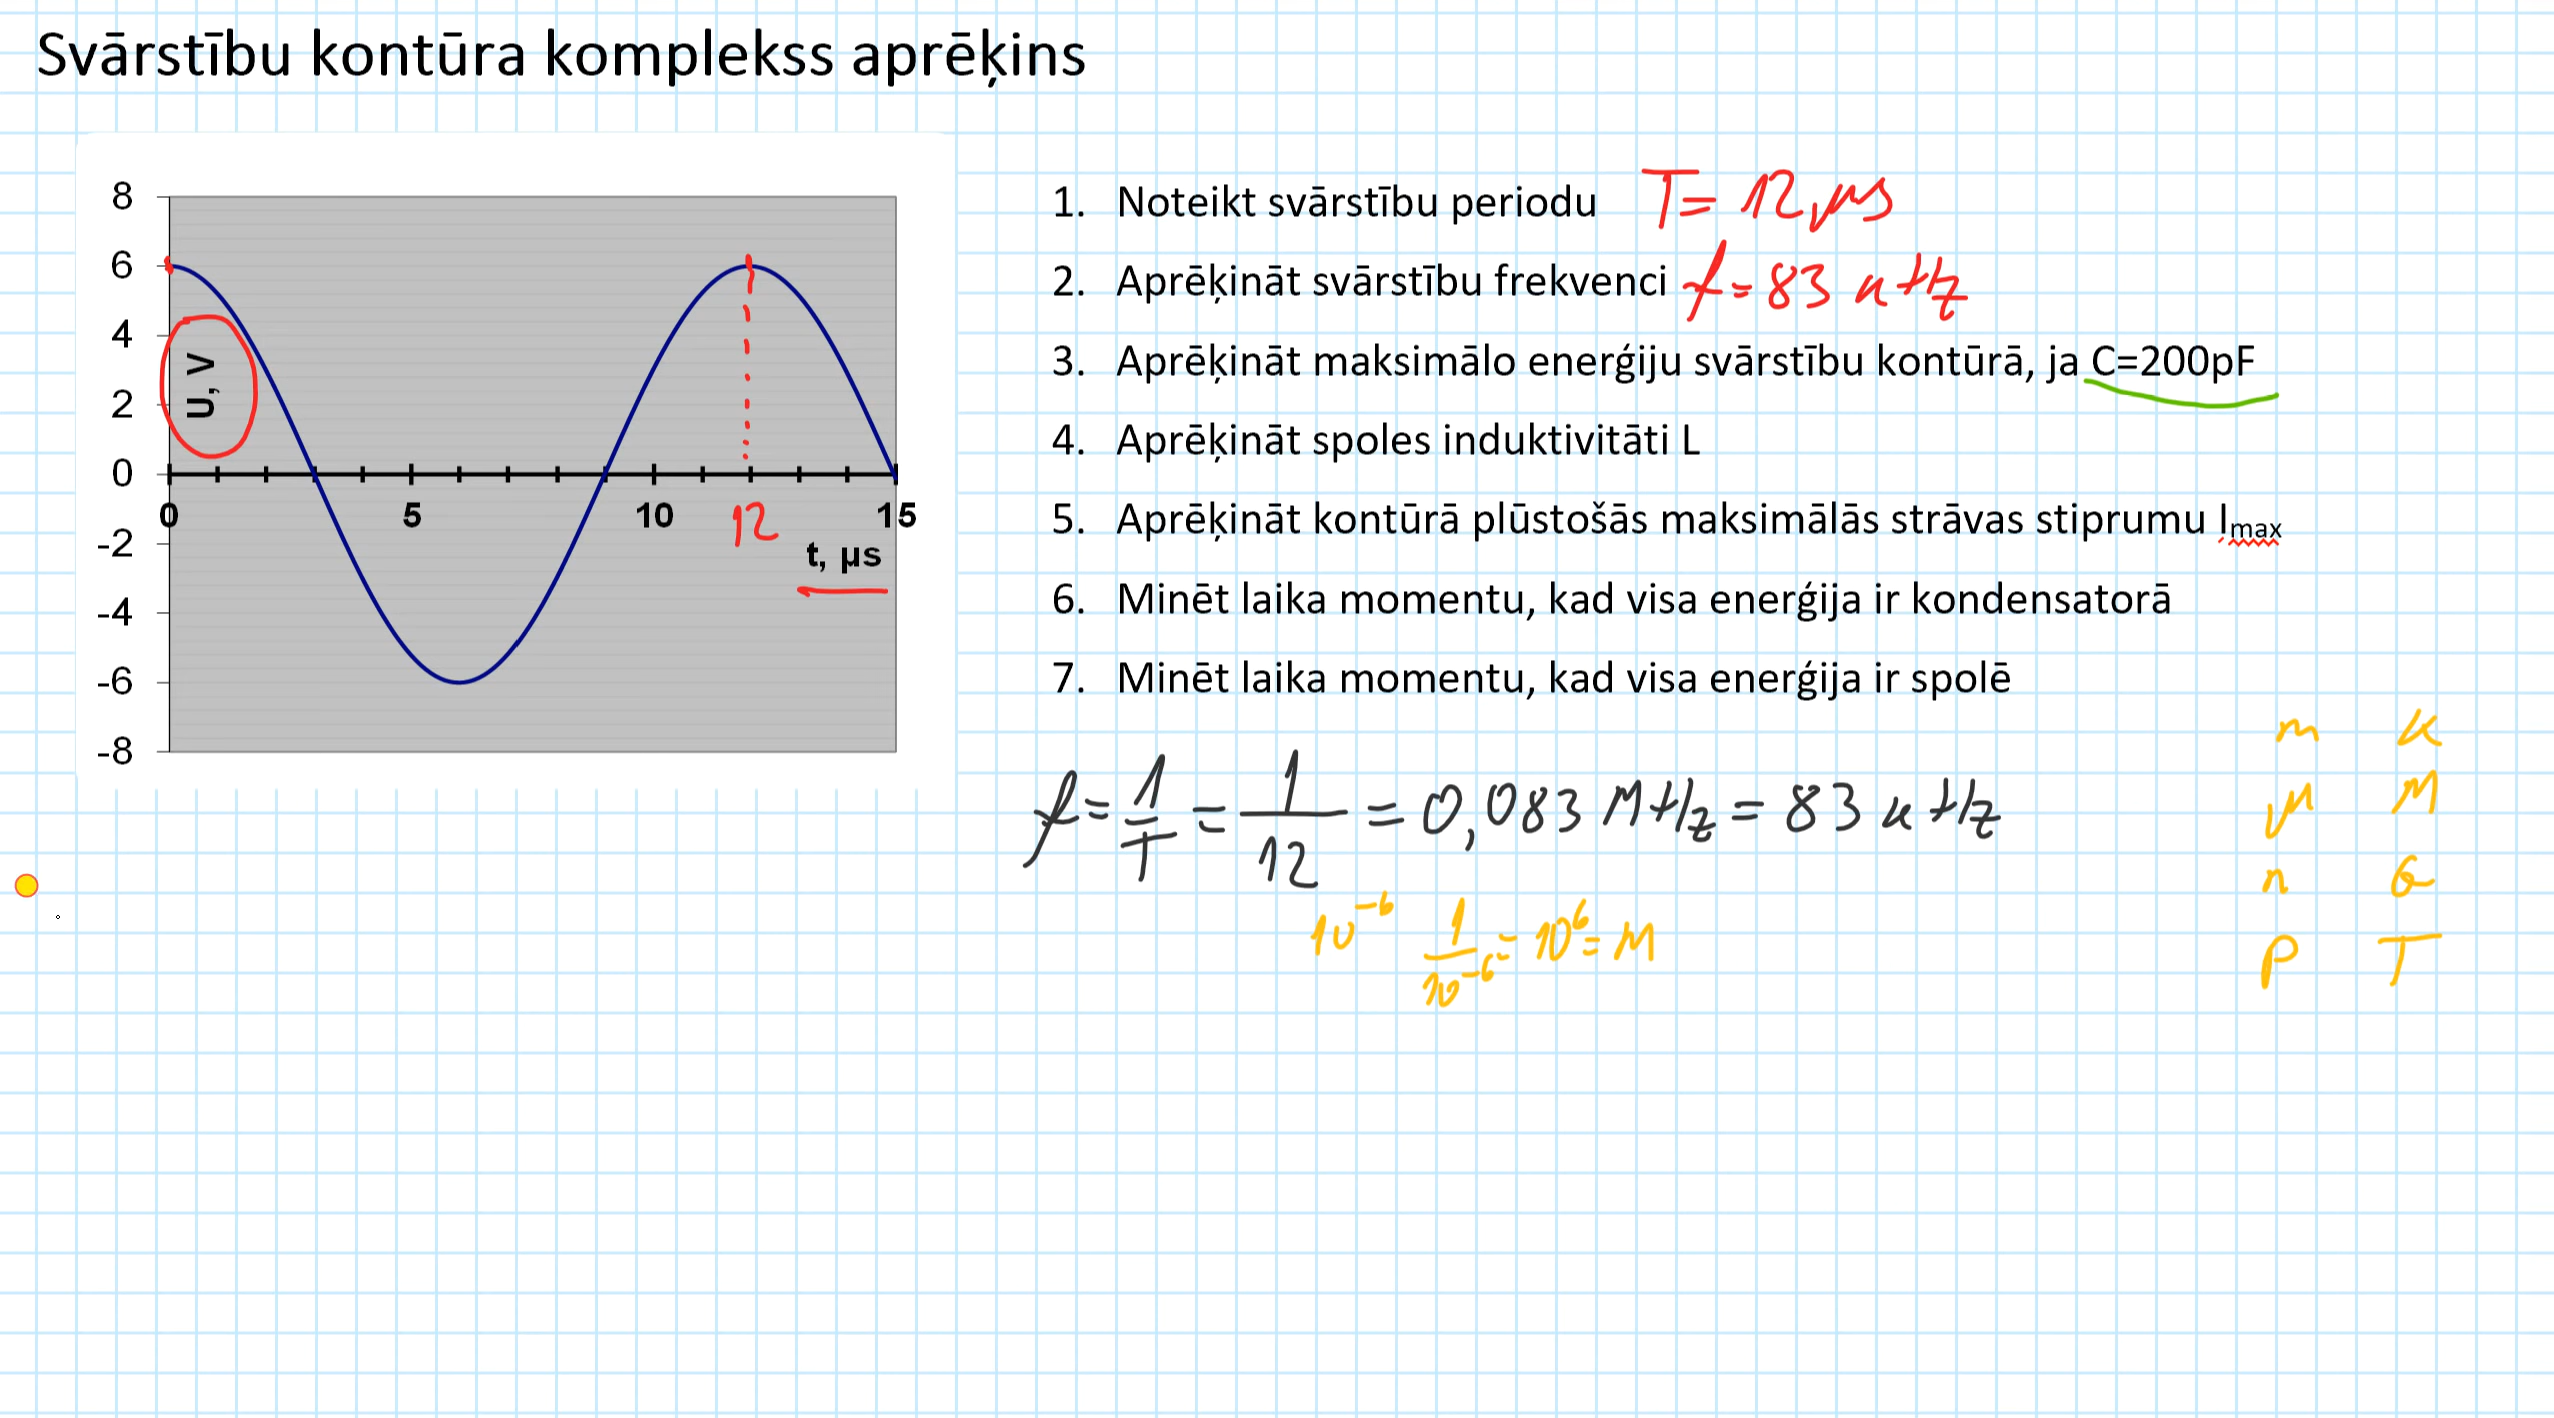 Svārstību kontūra komplekss aprēķins
8
6
4
2
0
-2
-4
-6
-8
U, V
0 5 10 12 15
t, µs
1. Noteikt svārstību periodu T = 12 µs
2. Aprēķināt svārstību frekvenci f = 83 kHz
3. Aprēķināt maksimālo enerģiju svārstību kontūrā, ja C=200pF
4. Aprēķināt spoles induktivitāti L
5. Aprēķināt kontūrā plūstošās maksimālās strāvas stiprumu Imax
6. Minēt laika momentu, kad visa enerģija ir kondensatorā
7. Minēt laika momentu, kad visa enerģija ir spolē
f = 1/T = 1/12 = 0,083 MHz = 83 kHz
10⁻⁶ 1/10⁻⁶ = 10⁶ = M
m k
µ M
n G
p T